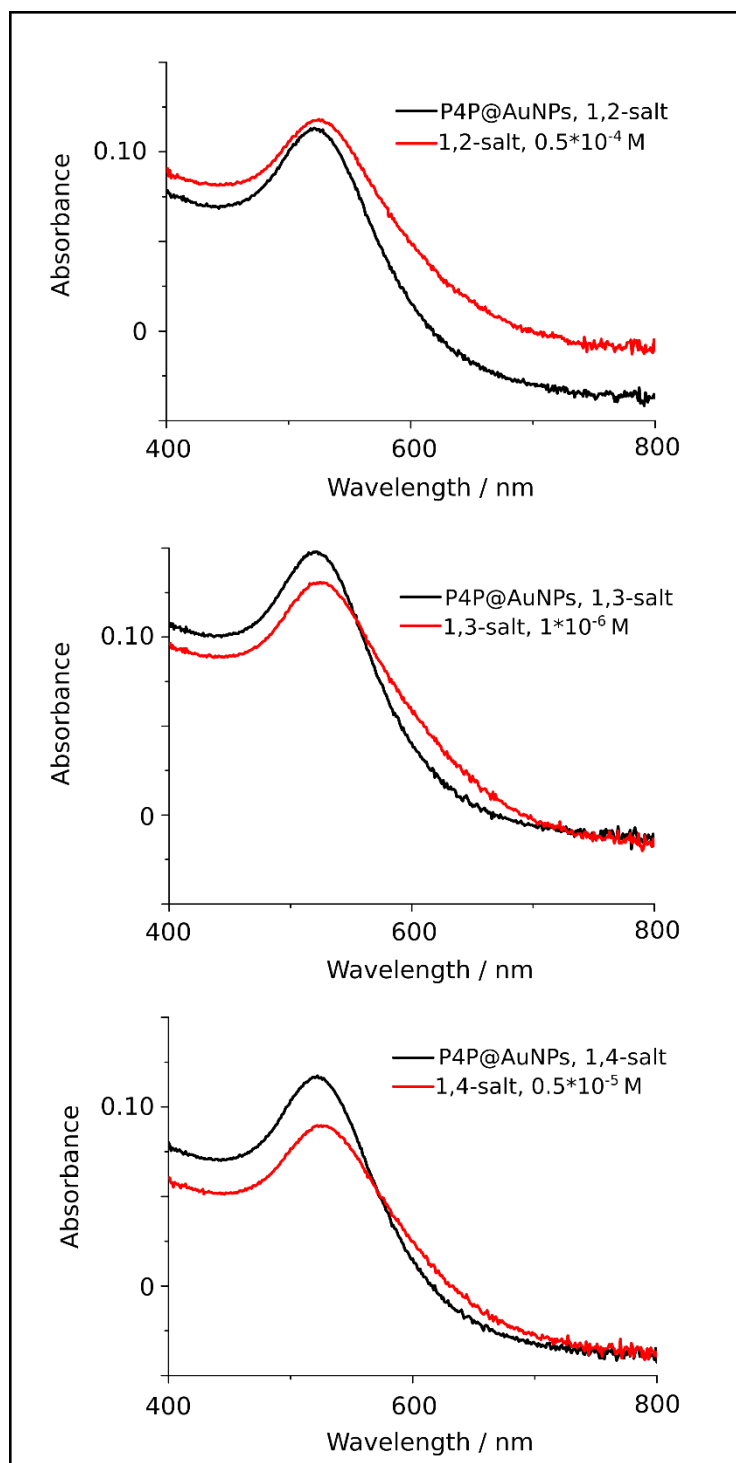 P4P@AuNPs, 1,2-salt
1,2-salt, 0.5*10⁻⁴ M
0.10
0
Absorbance
400
600
800
Wavelength / nm
P4P@AuNPs, 1,3-salt
1,3-salt, 1*10⁻⁶ M
0.10
0
Absorbance
400
600
800
Wavelength / nm
P4P@AuNPs, 1,4-salt
1,4-salt, 0.5*10⁻⁵ M
0.10
0
Absorbance
400
600
800
Wavelength / nm